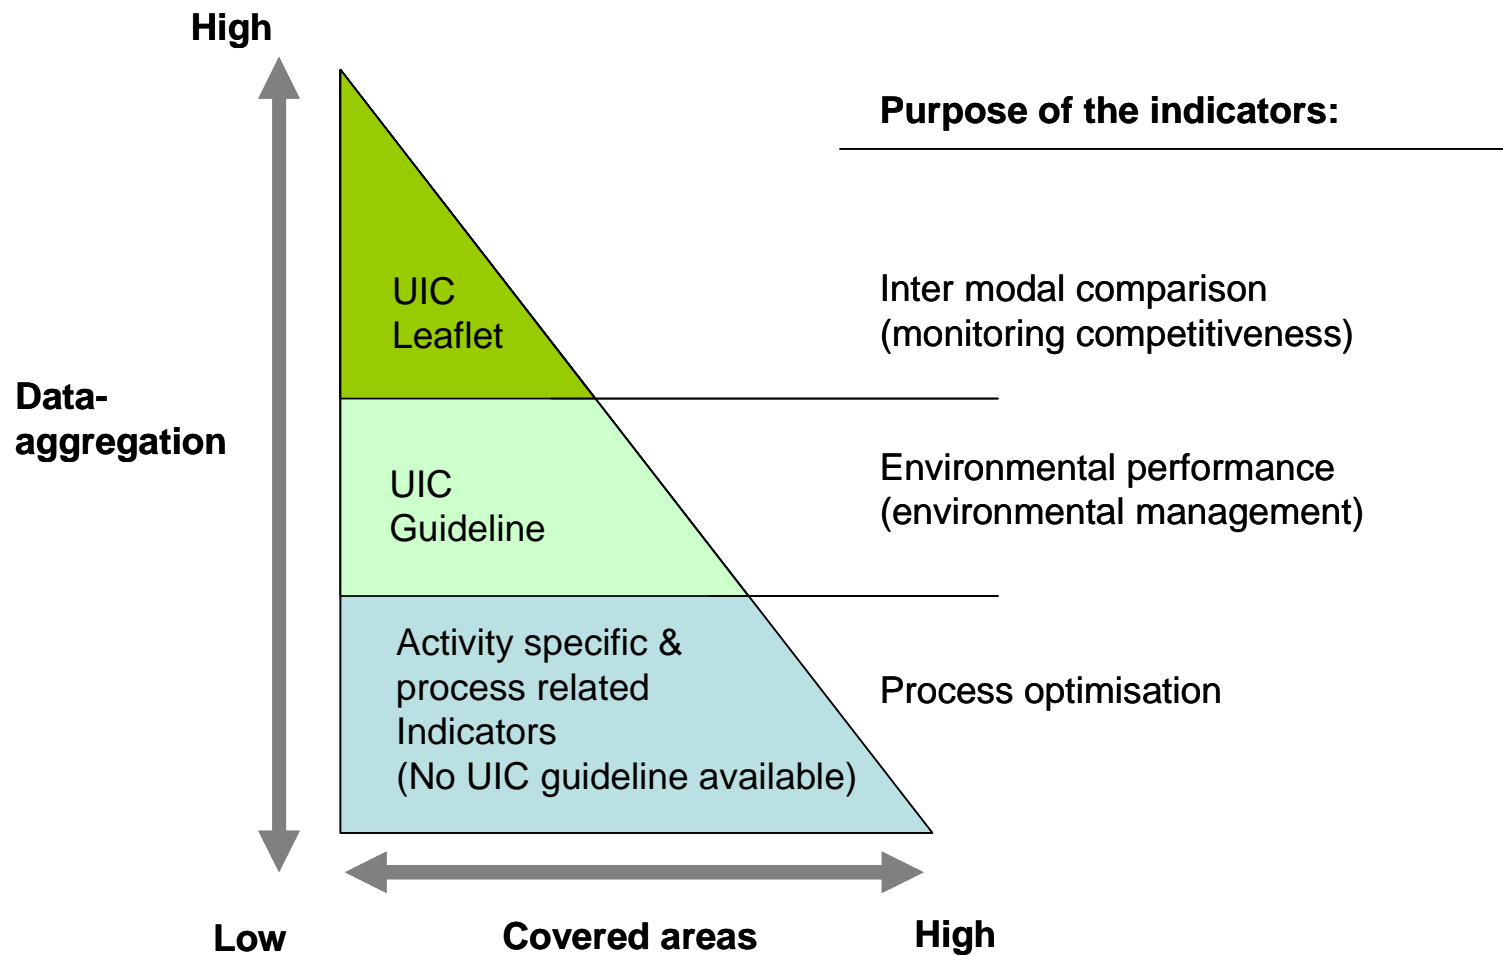 High
Purpose of the indicators:
UIC
Leaflet
Inter modal comparison
(monitoring competitiveness)
Data-
aggregation
UIC
Guideline
Environmental performance
(environmental management)
Activity specific &
process related
Indicators
(No UIC guideline available)
Process optimisation
Low
Covered areas
High